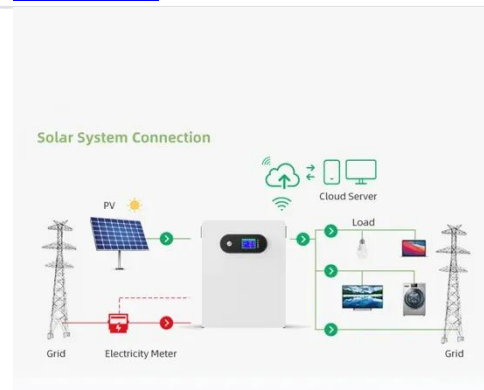 Solar System Connection
Cloud Server
PV
Load
Grid
Electricity Meter
Grid